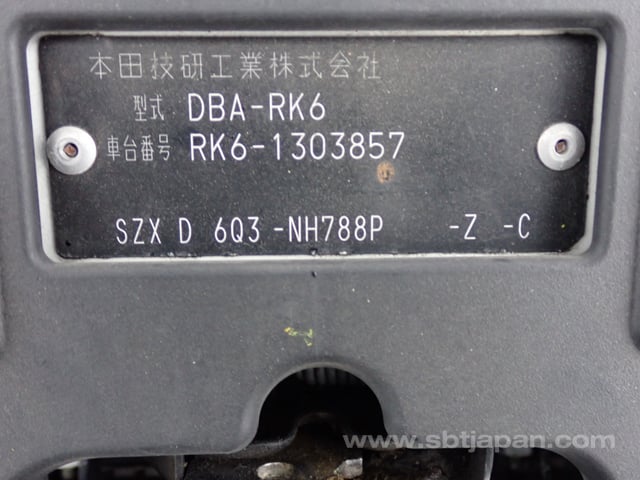 本田技研工業株式会社
型式 DBA-RK6
車台番号 RK6-1303857
SZX D 6Q3 -NH788P -Z -C
www.sbtjapan.com